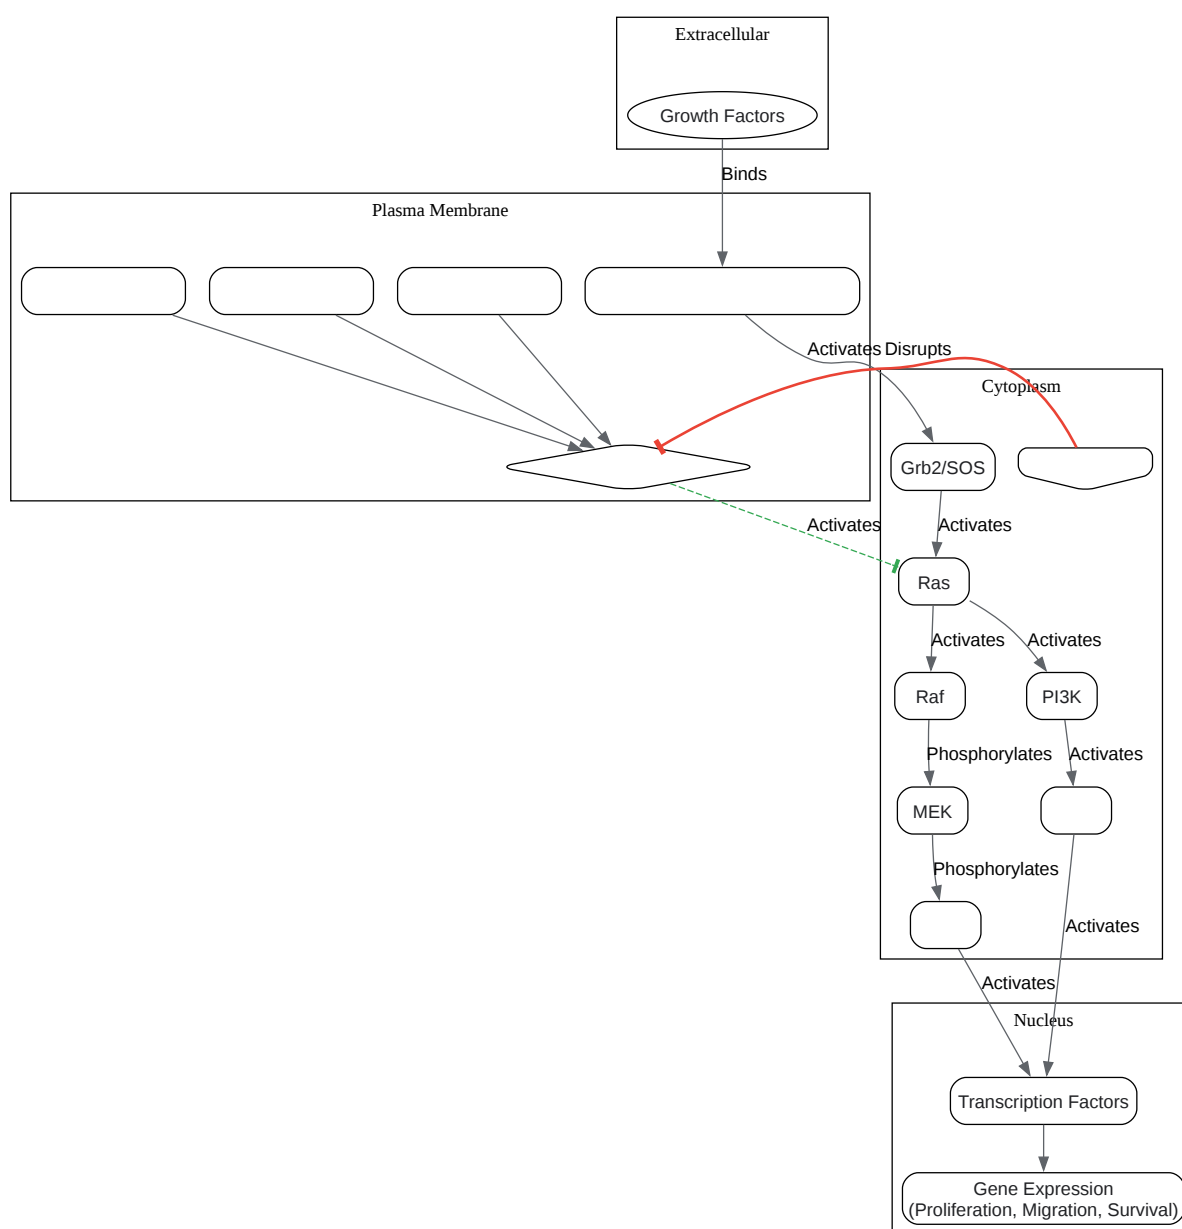 Extracellular
Growth Factors
Binds
Plasma Membrane
Activates
Disrupts
Cytoplasm
Grb2/SOS
Activates
Activates
Ras
Activates
Activates
Raf
PI3K
Phosphorylates
Activates
MEK
Phosphorylates
Activates
Activates
Nucleus
Transcription Factors
Gene Expression
(Proliferation, Migration, Survival)